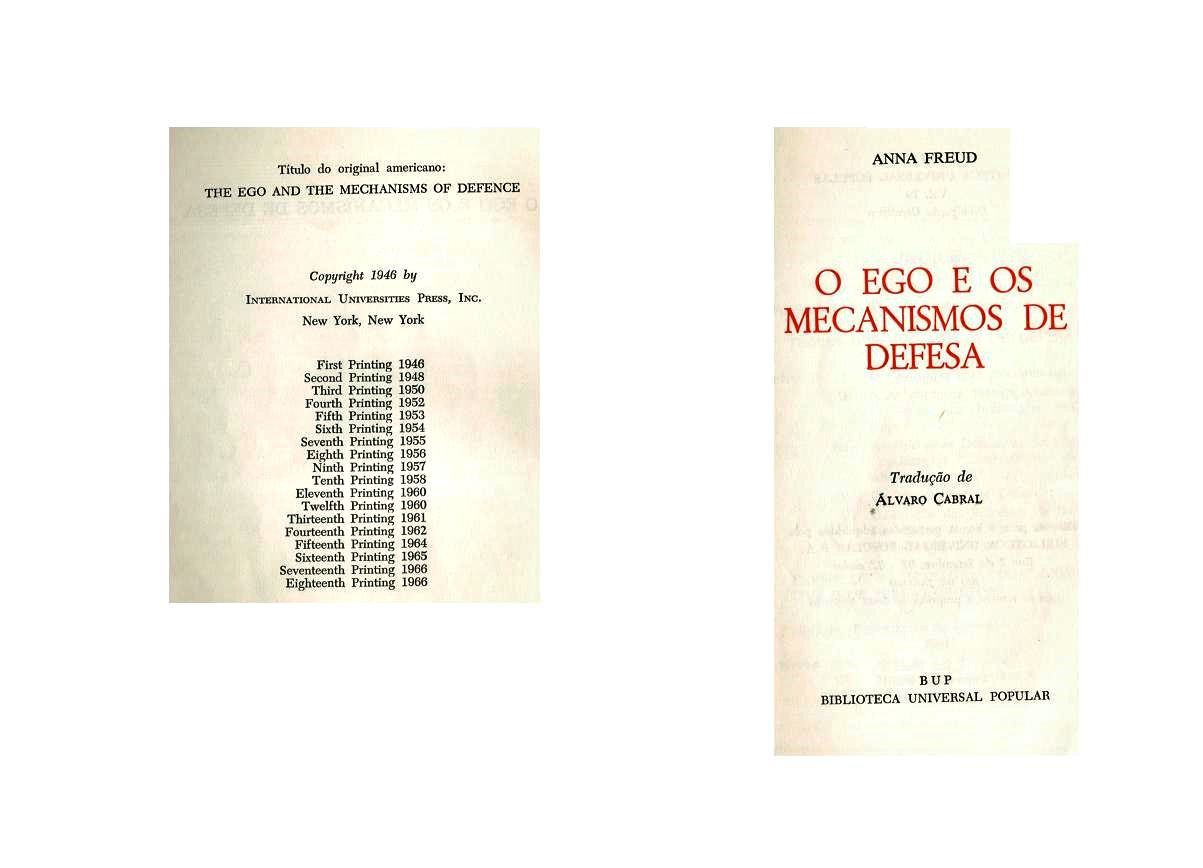 Título do original americano:
THE EGO AND THE MECHANISMS OF DEFENCE
Copyright 1946 by
INTERNATIONAL UNIVERSITIES PRESS, INC.
New York, New York
First Printing 1946
Second Printing 1948
Third Printing 1950
Fourth Printing 1952
Fifth Printing 1953
Sixth Printing 1954
Seventh Printing 1955
Eighth Printing 1956
Ninth Printing 1957
Tenth Printing 1958
Eleventh Printing 1960
Twelfth Printing 1960
Thirteenth Printing 1961
Fourteenth Printing 1962
Fifteenth Printing 1964
Sixteenth Printing 1965
Seventeenth Printing 1966
Eighteenth Printing 1966
ANNA FREUD
O EGO E OS
MECANISMOS DE
DEFESA
Tradução de
ÁLVARO CABRAL
BUP
BIBLIOTECA UNIVERSAL POPULAR